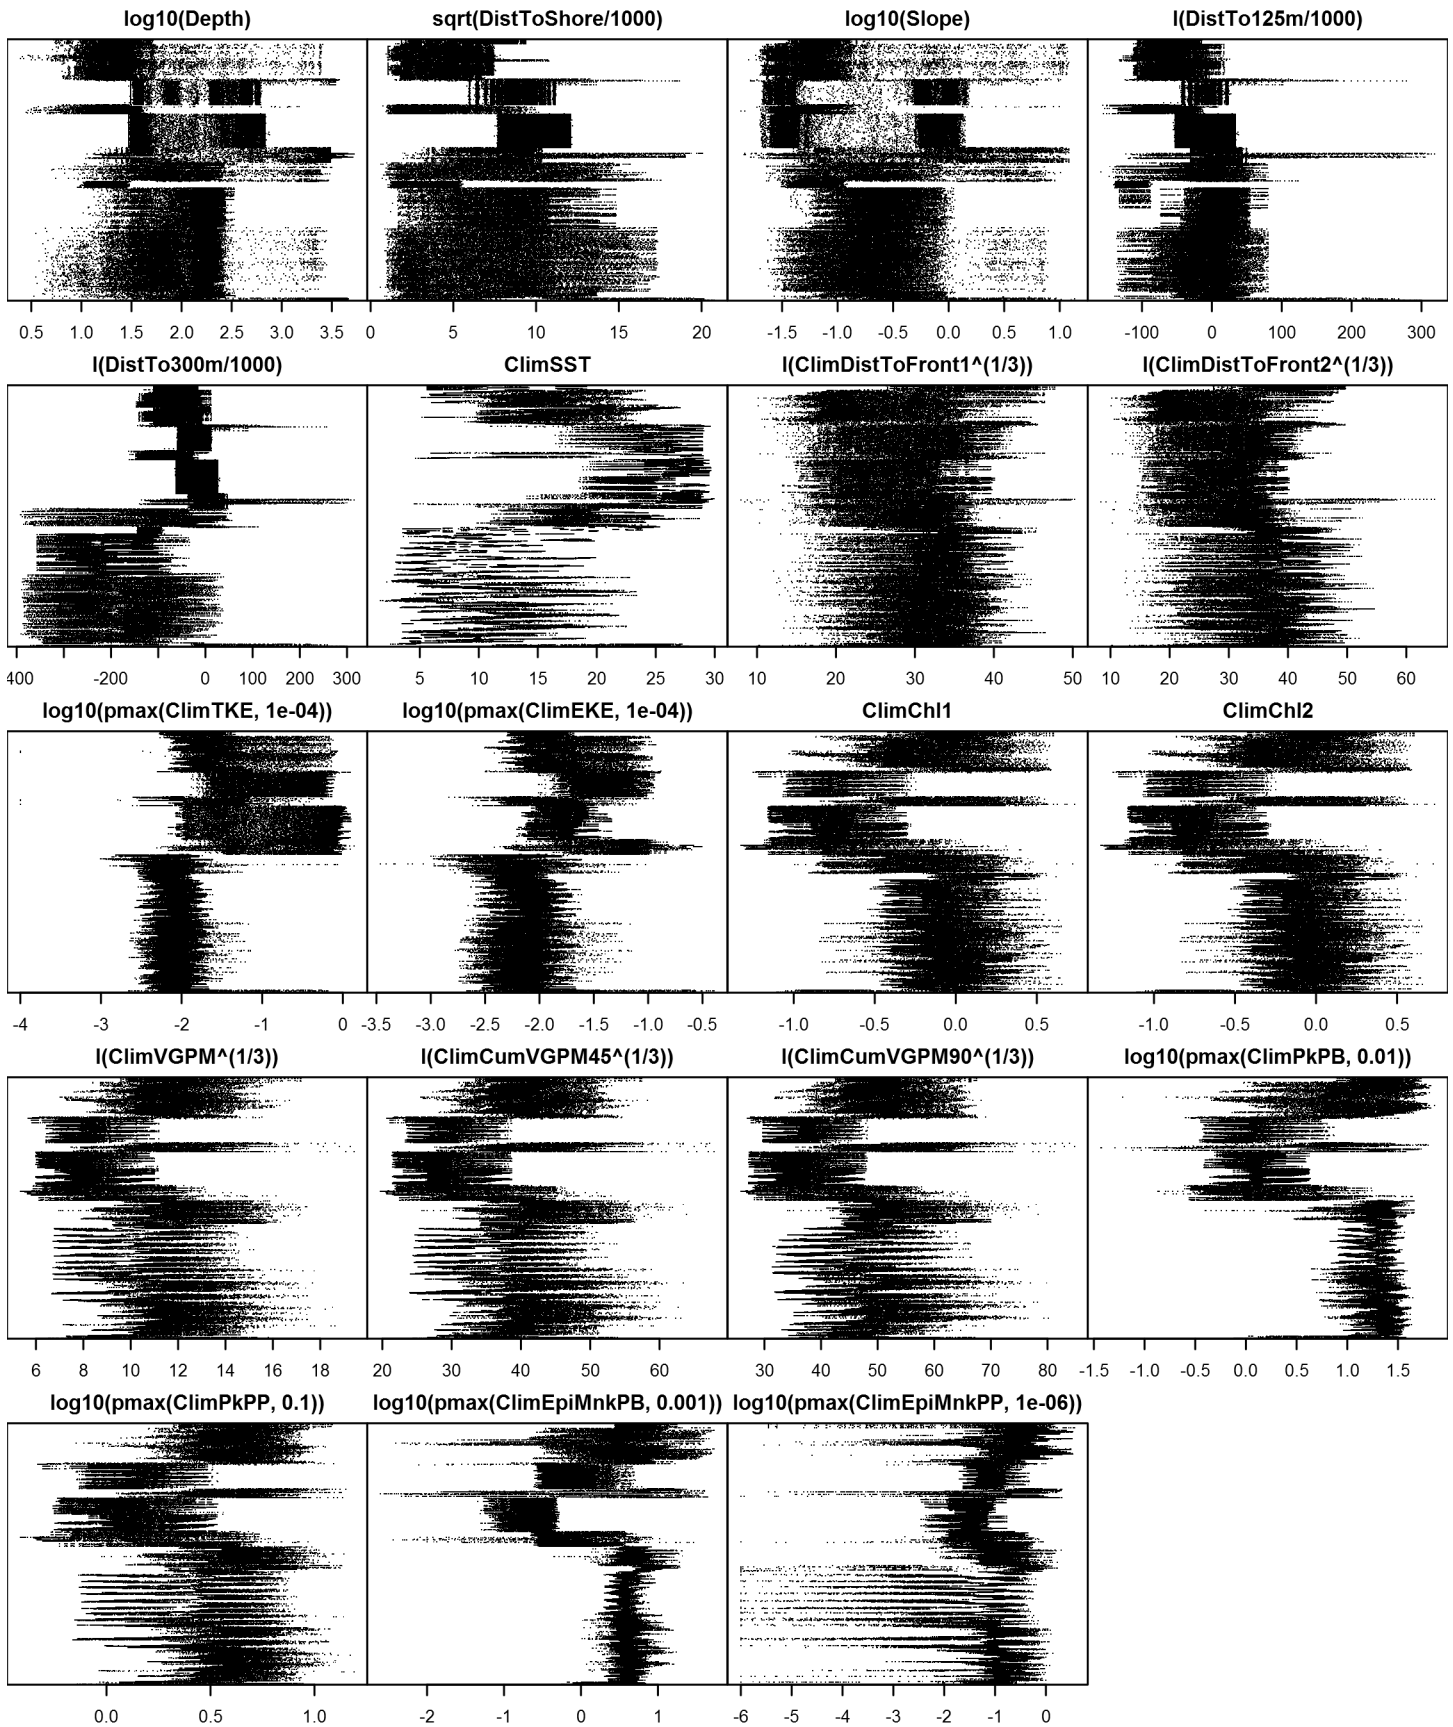 log10(Depth) sqrt(DistToShore/1000) log10(Slope) I(DistTo125m/1000)
0.5 1.0 1.5 2.0 2.5 3.0 3.5 0 5 10 15 20 -1.5 -1.0 -0.5 0.0 0.5 1.0 -100 0 100 200 300
I(DistTo300m/1000) ClimSST I(ClimDistToFront1^(1/3)) I(ClimDistToFront2^(1/3))
400 -200 0 100 200 300 5 10 15 20 25 30 10 20 30 40 50 10 20 30 40 50 60
log10(pmax(ClimTKE, 1e-04)) log10(pmax(ClimEKE, 1e-04)) ClimChl1 ClimChl2
-4 -3 -2 -1 0 -3.5 -3.0 -2.5 -2.0 -1.5 -1.0 -0.5 -1.0 -0.5 0.0 0.5 -1.0 -0.5 0.0 0.5
I(ClimVGPM^(1/3)) I(ClimCumVGPM45^(1/3)) I(ClimCumVGPM90^(1/3)) log10(pmax(ClimPkPB, 0.01))
6 8 10 12 14 16 18 20 30 40 50 60 30 40 50 60 70 80 -1.5 -1.0 -0.5 0.0 0.5 1.0 1.5
log10(pmax(ClimPkPP, 0.1)) log10(pmax(ClimEpiMnkPB, 0.001)) log10(pmax(ClimEpiMnkPP, 1e-06))
0.0 0.5 1.0 -2 -1 0 1 -6 -5 -4 -3 -2 -1 0